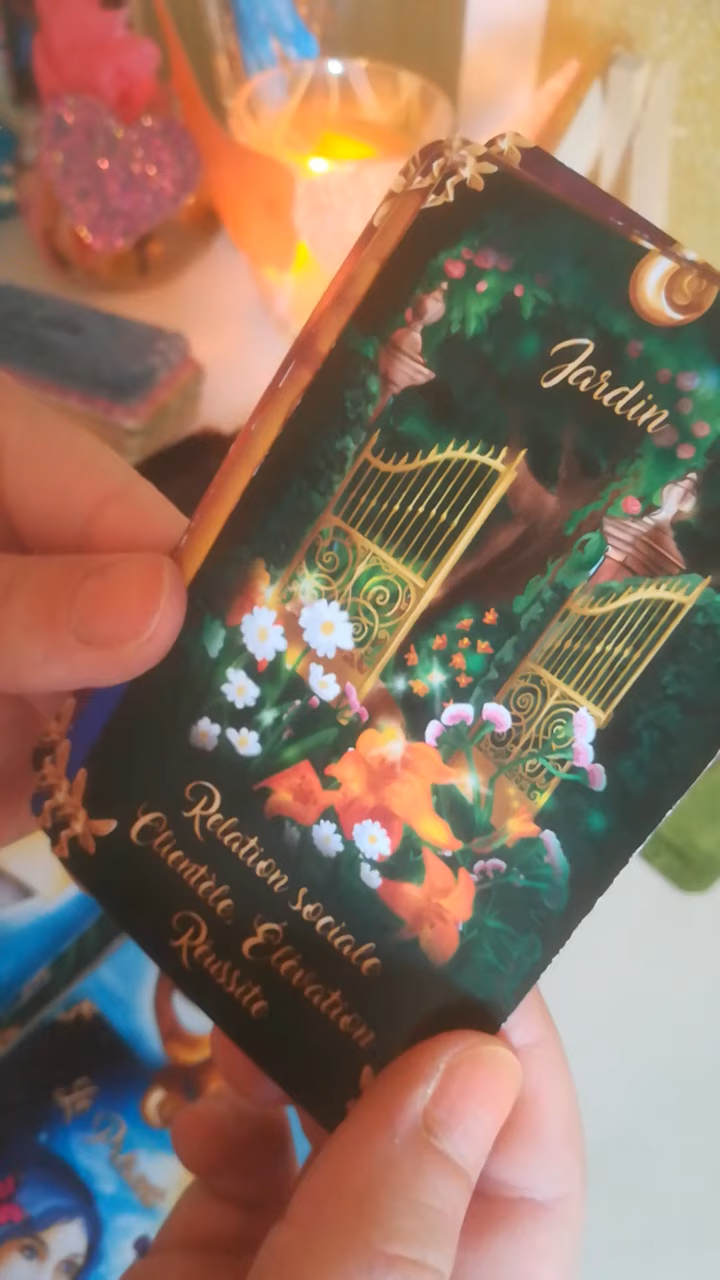 Jardin
Relation sociale
Clientèle, Élévation
Réussite